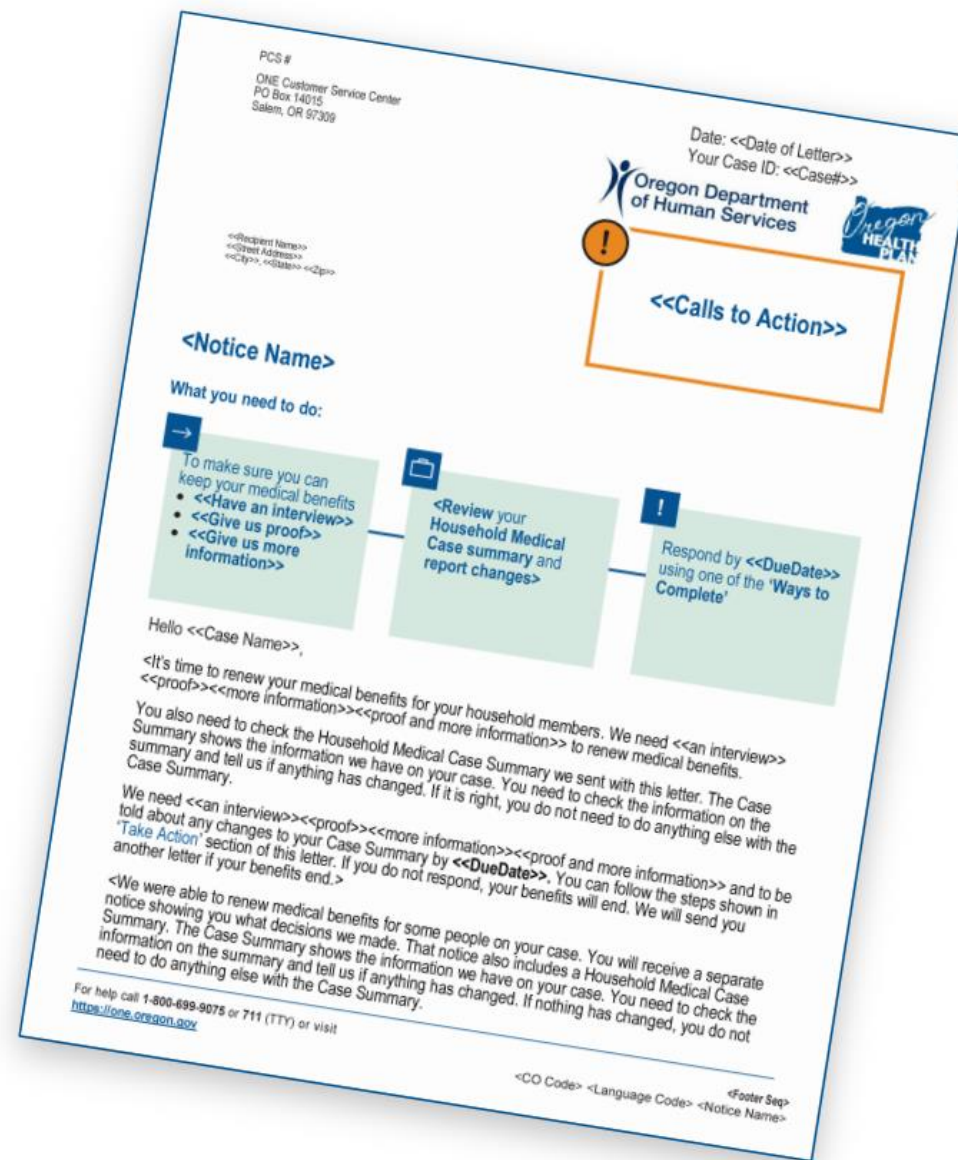 PCS #
ONE Customer Service Center
PO Box 14015
Salem, OR 97309
Date: <<Date of Letter>>
Your Case ID: <<Case#>>
Oregon Department
of Human Services
Oregon
HEALTH
PLAN
<<Recipient Name>>
<<Street Address>>
<<City>>, <<State>> <<Zip>>
!
<<Calls to Action>>
<Notice Name>
What you need to do:
To make sure you can
keep your medical benefits
• <<Have an interview>>
• <<Give us proof>>
• <<Give us more
information>>
<Review your
Household Medical
Case summary and
report changes>
!
Respond by <<DueDate>>
using one of the ‘Ways to
Complete’
Hello <<Case Name>>,
<It’s time to renew your medical benefits for your household members. We need <<an interview>>
<<proof>><<more information>><<proof and more information>> to renew medical benefits.
You also need to check the Household Medical Case Summary we sent with this letter. The Case
Summary shows the information we have on your case. You need to check the information on the
summary and tell us if anything has changed. If it is right, you do not need to do anything else with the
Case Summary.
We need <<an interview>><<proof>><<more information>><<proof and more information>> and to be
told about any changes to your Case Summary by <<DueDate>>. You can follow the steps shown in
‘Take Action’ section of this letter. If you do not respond, your benefits will end. We will send you
another letter if your benefits end.>
<We were able to renew medical benefits for some people on your case. You will receive a separate
notice showing you what decisions we made. That notice also includes a Household Medical Case
Summary. The Case Summary shows the information we have on your case. You need to check the
information on the summary and tell us if anything has changed. If nothing has changed, you do not
need to do anything else with the Case Summary.
For help call 1-800-699-9075 or 711 (TTY) or visit
https://one.oregon.gov
<Footer Seq>
<CO Code> <Language Code> <Notice Name>